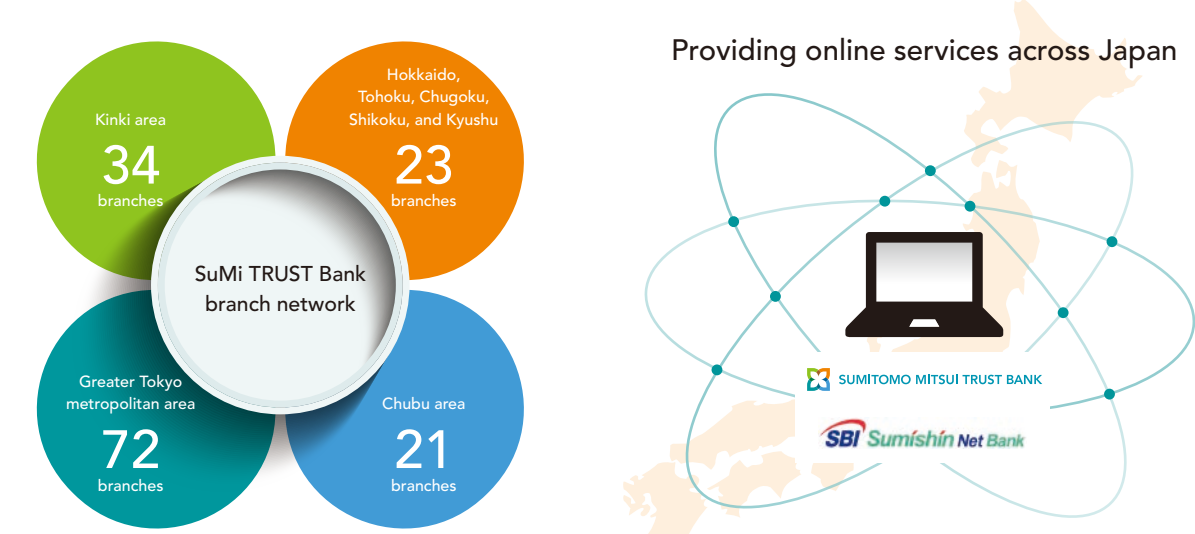 Kinki area
34
branches
Hokkaido,
Tohoku, Chugoku,
Shikoku, and Kyushu
23
branches
SuMi TRUST Bank
branch network
Greater Tokyo
metropolitan area
72
branches
Chubu area
21
branches
Providing online services across Japan
SUMITOMO MITSUI TRUST BANK
SBI Sumishin Net Bank